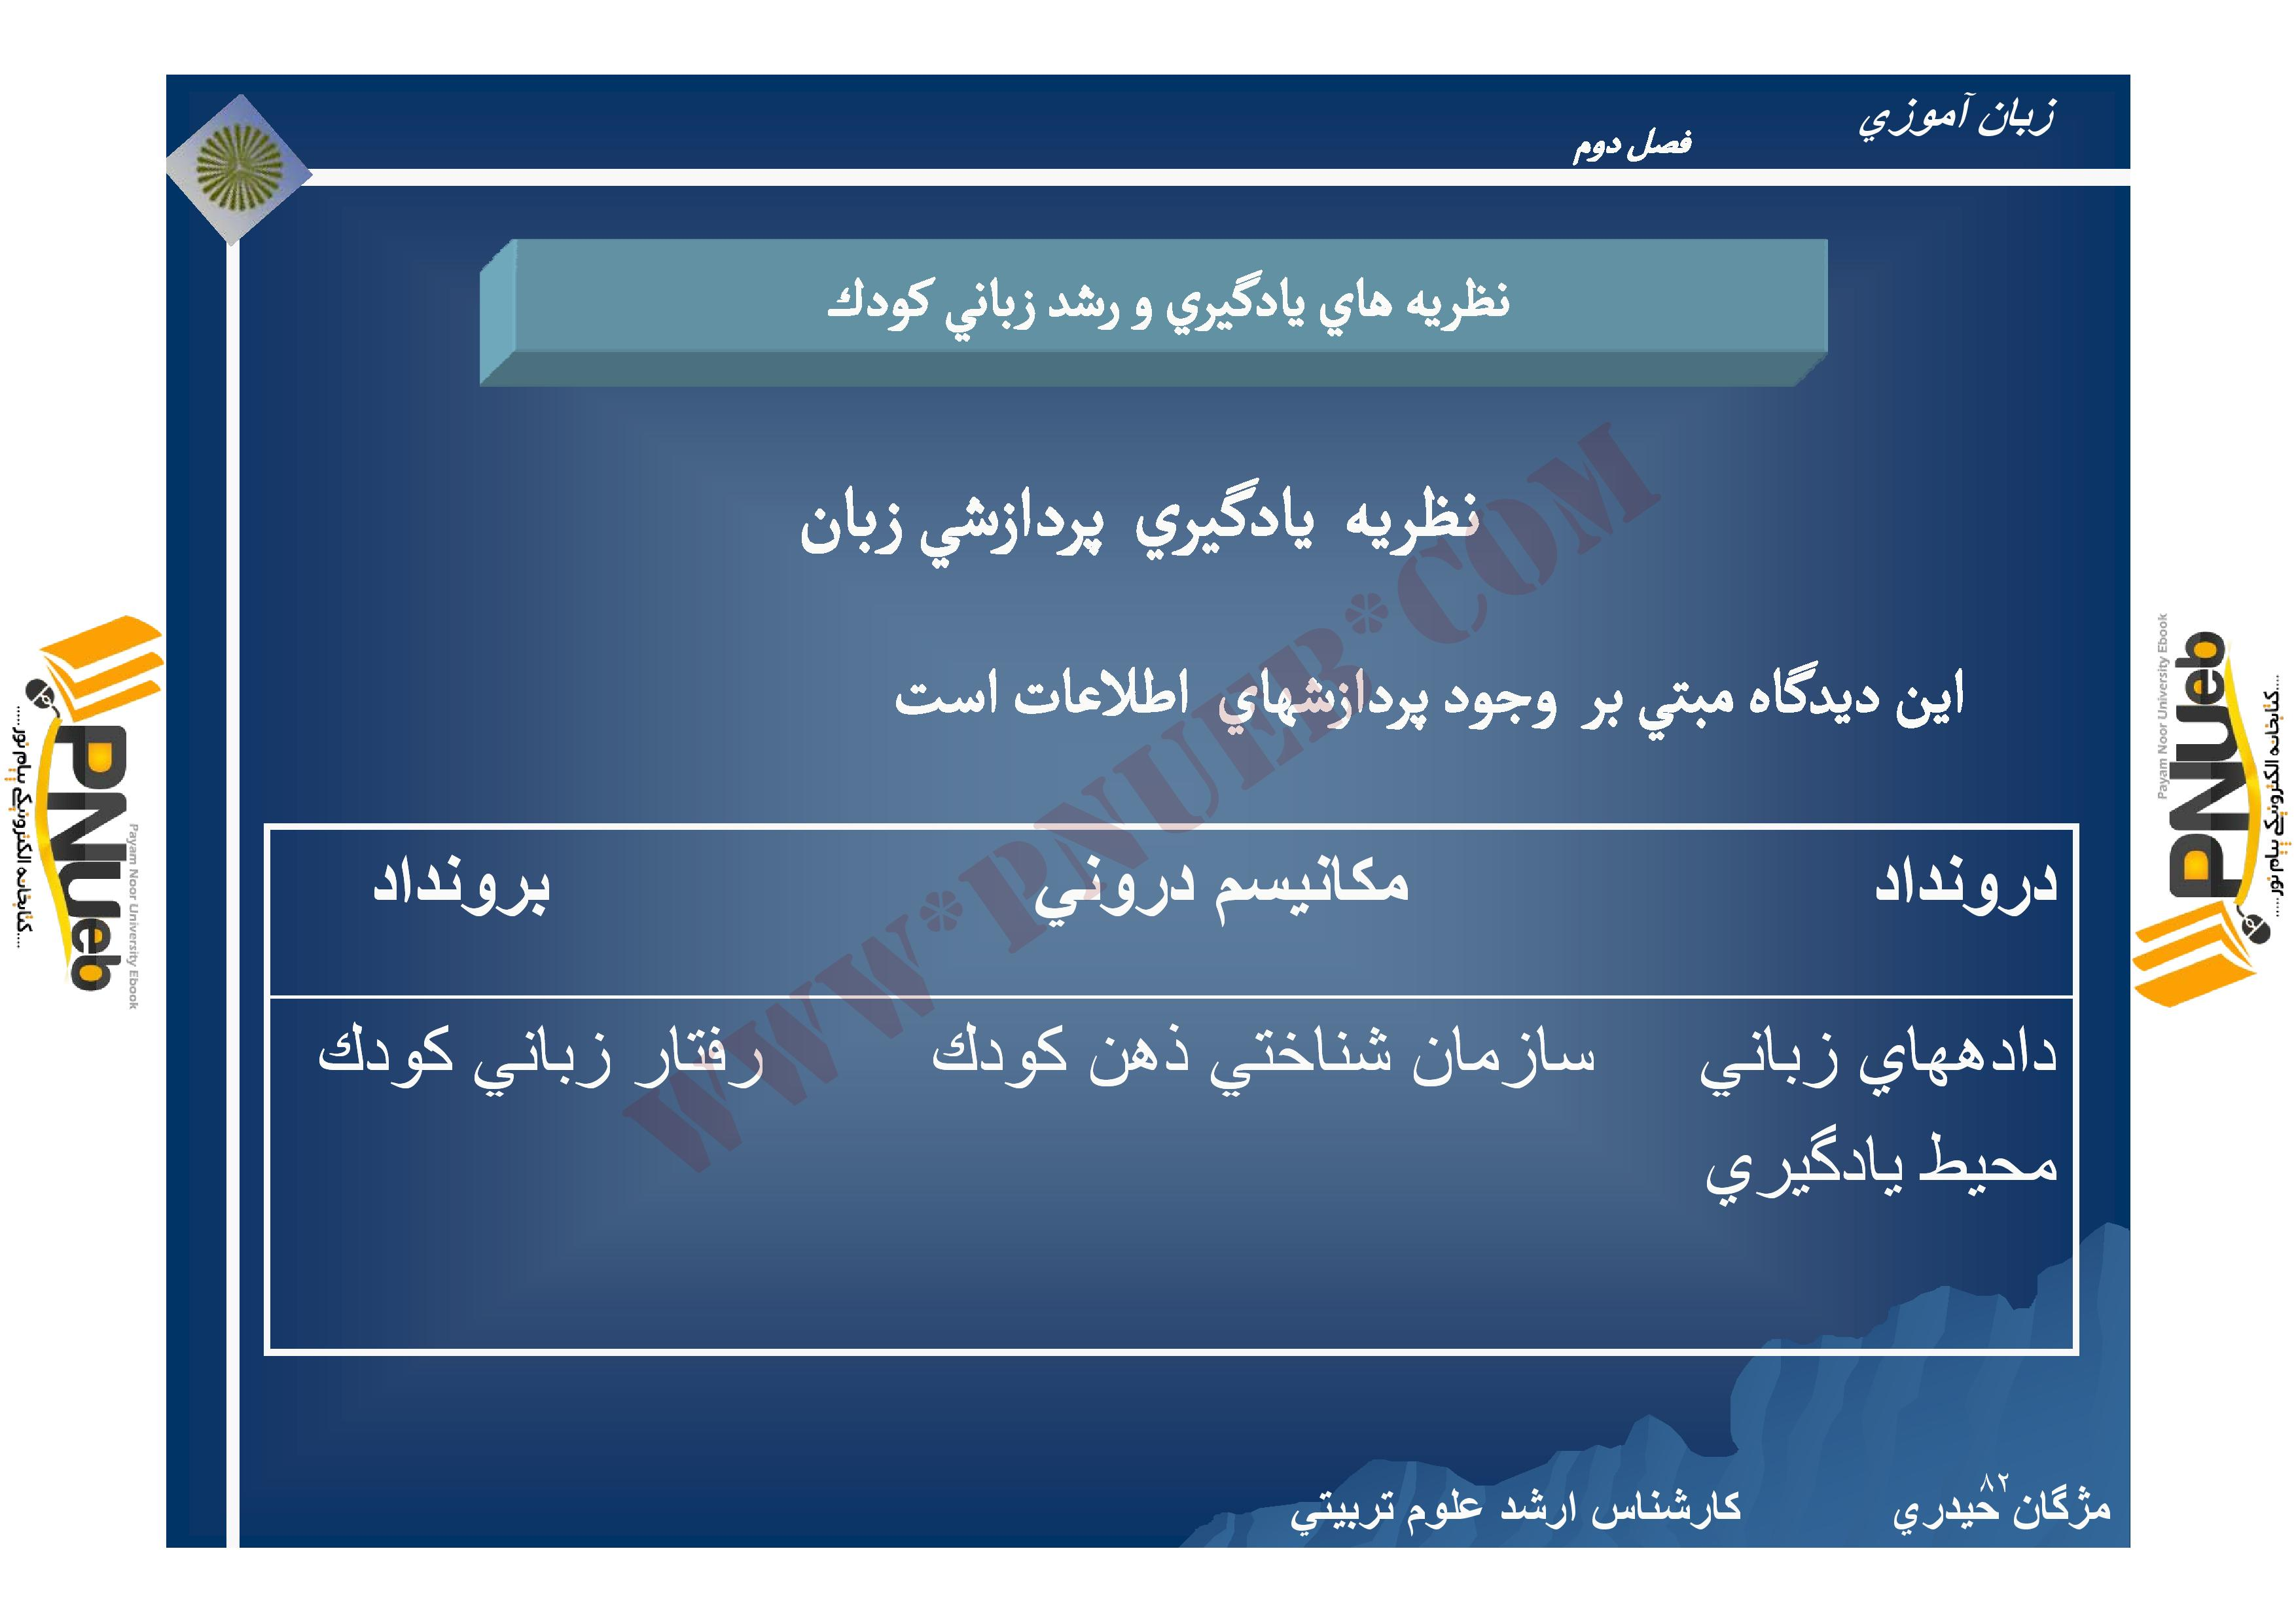 زبان آموزي
فصل دوم
نظريه هاي يادگيري و رشد زباني كودك
نظريه يادگيري پردازشي زبان
اين ديدگاه مبتي بر وجود پردازشهاي اطلاعات است
درونداد مكانيسم دروني برونداد
دادههاي زباني سازمان شناختي ذهن كودك رفتار زباني كودك
محيط يادگيري
۸۲
مژگان حيدري كارشناس ارشد علوم تربيتي
WWW*PNUEB*COM
PNUeb
Payam Noor University Ebook
....كتابخانه الكترونيكي پيام نور.....
PNUeb
Payam Noor University Ebook
....كتابخانه الكترونيكي پيام نور.....